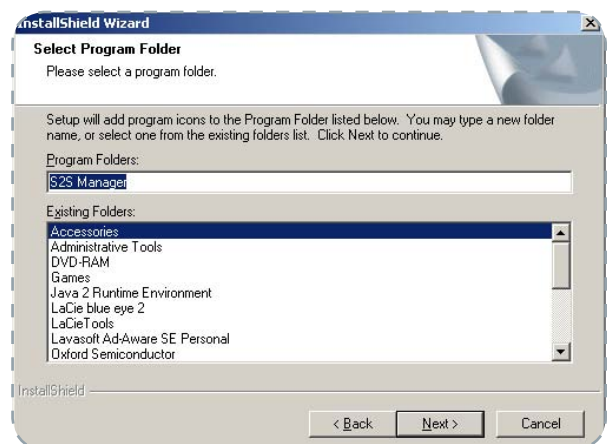 InstallShield Wizard
Select Program Folder
Please select a program folder.
Setup will add program icons to the Program Folder listed below. You may type a new folder
name, or select one from the existing folders list. Click Next to continue.
Program Folders:
S2S Manager
Existing Folders:
Accessories
Administrative Tools
DVD-RAM
Games
Java 2 Runtime Environment
LaCie blue eye 2
LaCieTools
Lavasoft Ad-Aware SE Personal
Oxford Semiconductor
InstallShield
< Back
Next >
Cancel